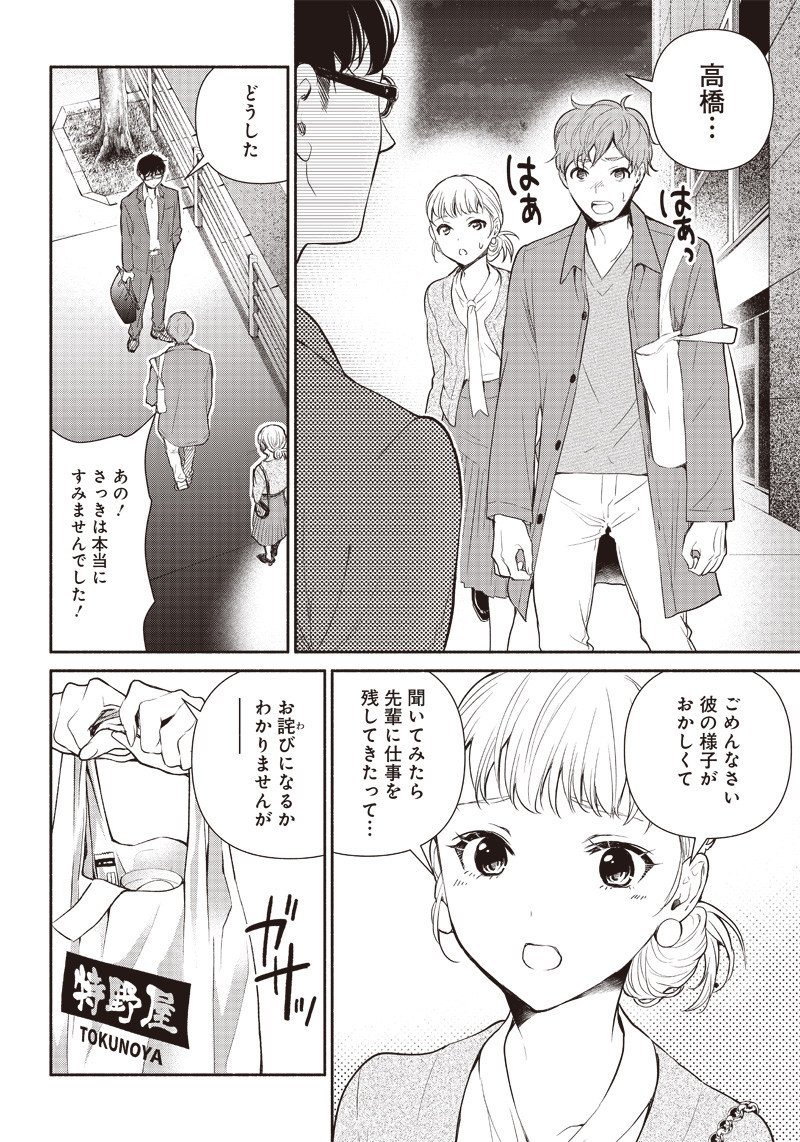 高橋…
はぁっ
はぁ
どうした
あの！
さっきは本当に
すみませんでした！
ごめんなさい
彼の様子が
おかしくて
聞いてみたら
先輩に仕事を
残してきたって…
お詫びになるか
わ
わかりませんが
ガサッ
特野屋
TOKUNOYA